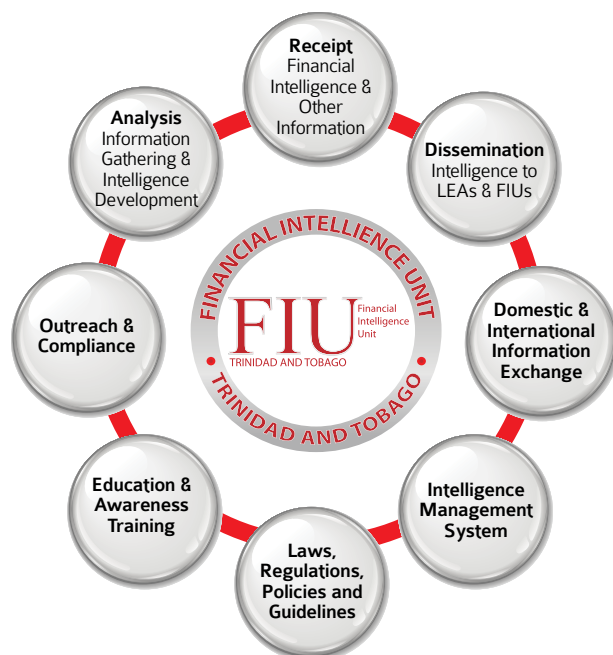 Receipt
Financial
Intelligence &
Other
Information
Dissemination
Intelligence to
LEAs & FIUs
Domestic &
International
Information
Exchange
Intelligence
Management
System
Laws,
Regulations,
Policies and
Guidelines
Education &
Awareness
Training
Outreach &
Compliance
Analysis
Information
Gathering &
Intelligence
Development
FINANCIAL INTELLIENCE UNIT
FIU
Financial
Intelligence
Unit
TRINIDAD AND TOBAGO
• TRINIDAD AND TOBAGO •